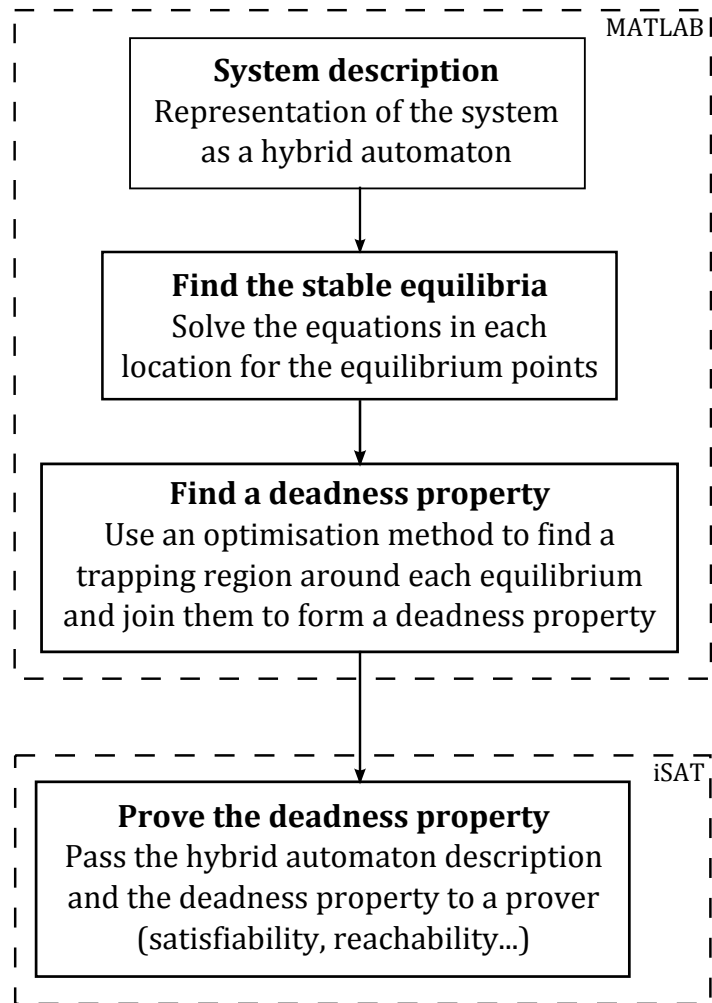 MATLAB
System description
Representation of the system
as a hybrid automaton
Find the stable equilibria
Solve the equations in each
location for the equilibrium points
Find a deadness property
Use an optimisation method to find a
trapping region around each equilibrium
and join them to form a deadness property
iSAT
Prove the deadness property
Pass the hybrid automaton description
and the deadness property to a prover
(satisfiability, reachability...)